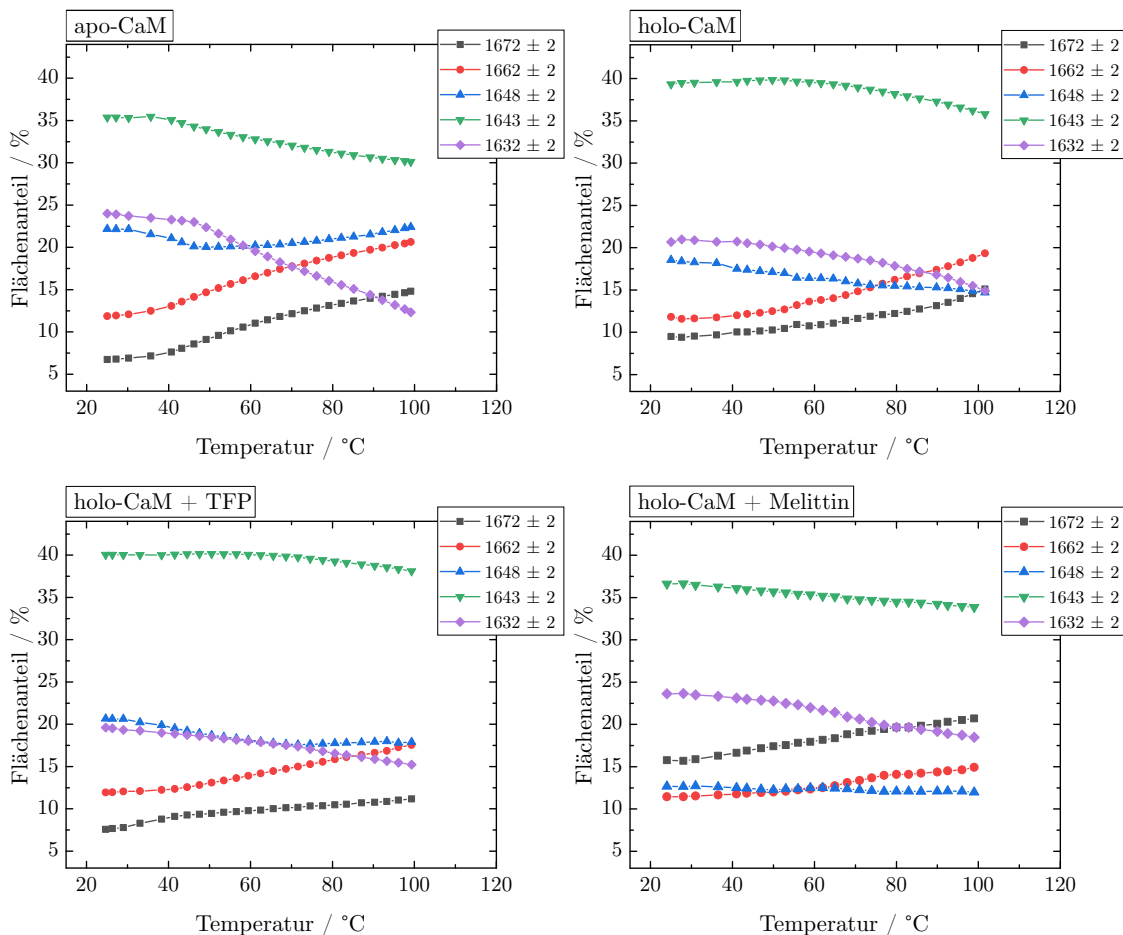 apo-CaM
1672 ± 2
1662 ± 2
1648 ± 2
1643 ± 2
1632 ± 2
40
35
30
25
20
15
10
5
Flächenanteil / %
20 40 60 80 100 120
Temperatur / °C
holo-CaM
1672 ± 2
1662 ± 2
1648 ± 2
1643 ± 2
1632 ± 2
40
35
30
25
20
15
10
5
Flächenanteil / %
20 40 60 80 100 120
Temperatur / °C
holo-CaM + TFP
1672 ± 2
1662 ± 2
1648 ± 2
1643 ± 2
1632 ± 2
40
35
30
25
20
15
10
5
Flächenanteil / %
20 40 60 80 100 120
Temperatur / °C
holo-CaM + Melittin
1672 ± 2
1662 ± 2
1648 ± 2
1643 ± 2
1632 ± 2
40
35
30
25
20
15
10
5
Flächenanteil / %
20 40 60 80 100 120
Temperatur / °C